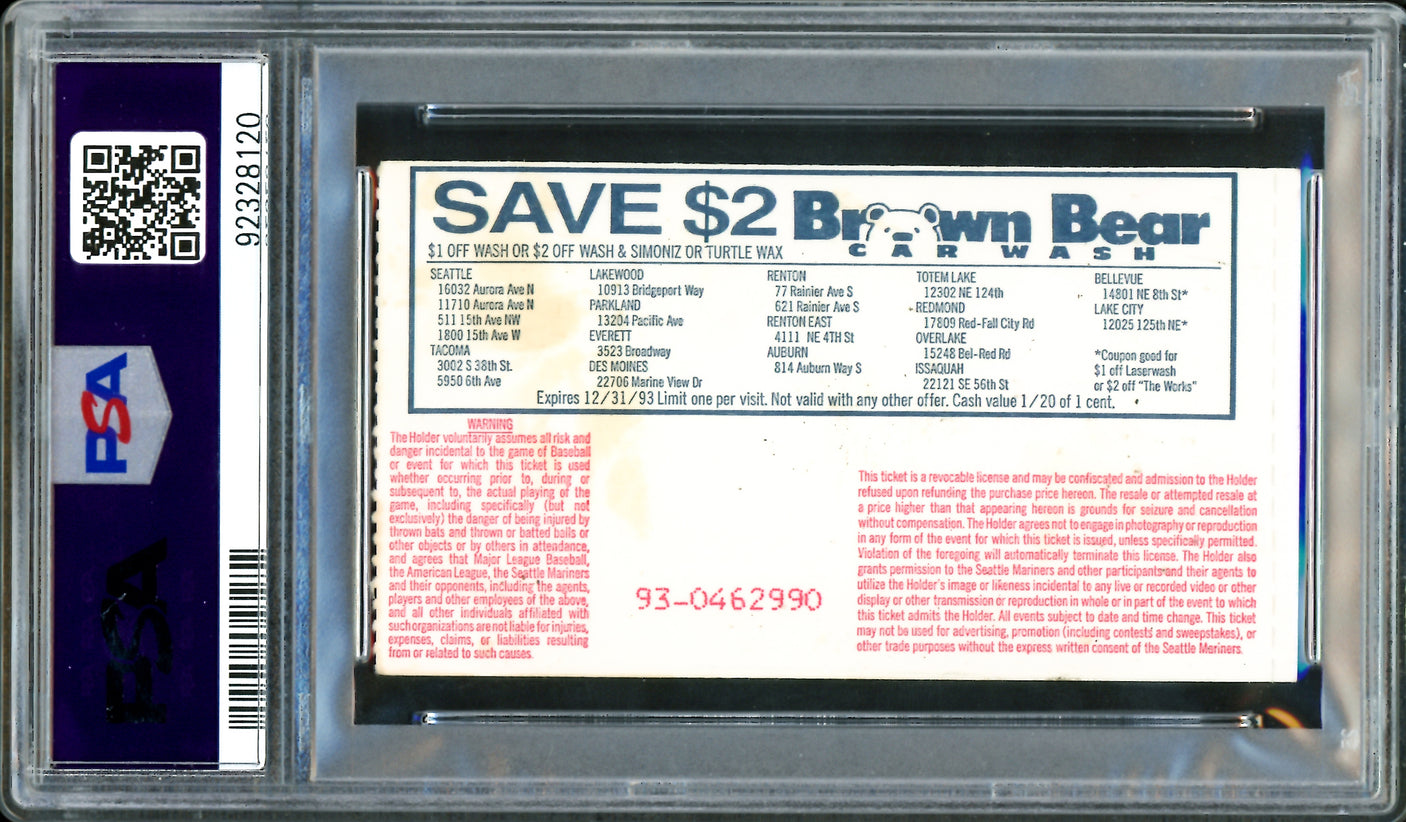 92328120
PSA
PSA
SAVE $2 Brown Bear
CAR WASH
$1 OFF WASH OR $2 OFF WASH & SIMONIZ OR TURTLE WAX
SEATTLE
16032 Aurora Ave N
11710 Aurora Ave N
511 15th Ave NW
1800 15th Ave W
TACOMA
3002 S 38th St.
5950 6th Ave
LAKEWOOD
10913 Bridgeport Way
PARKLAND
13204 Pacific Ave
EVERETT
3523 Broadway
DES MOINES
22706 Marine View Dr
RENTON
77 Rainier Ave S
621 Rainier Ave S
RENTON EAST
4111 NE 4TH St
AUBURN
814 Auburn Way S
TOTEM LAKE
12302 NE 124th
REDMOND
17809 Red-Fall City Rd
OVERLAKE
15248 Bel-Red Rd
ISSAQUAH
22121 SE 56th St
BELLEVUE
14801 NE 8th St*
LAKE CITY
12025 125th NE*
*Coupon good for
$1 off Laserwash
or $2 off "The Works"
Expires 12/31/93 Limit one per visit. Not valid with any other offer. Cash value 1/20 of 1 cent.
WARNING
The Holder voluntarily assumes all risk and
danger incidental to the game of Baseball
or event for which this ticket is used
whether occurring prior to, during or
subsequent to, the actual playing of the
game, including specifically (but not
exclusively) the danger of being injured by
thrown bats and thrown or batted balls or
other objects or by others in attendance,
and agrees that Major League Baseball,
the American League, the Seattle Mariners
and their opponents, including the agents,
players and other employees of the above,
and all other individuals affiliated with
such organizations are not liable for injuries,
expenses, claims, or liabilities resulting
from or related to such causes.
93-0462990
This ticket is a revocable license and may be confiscated and admission to the Holder
refused upon refunding the purchase price hereon. The resale or attempted resale at
a price higher than that appearing hereon is grounds for seizure and cancellation
without compensation. The Holder agrees not to engage in photography or reproduction
in any form of the event for which this ticket is issued, unless specifically permitted.
Violation of the foregoing will automatically terminate this license. The Holder also
grants permission to the Seattle Mariners and other participants and their agents to
utilize the Holder's image or likeness incidental to any live or recorded video or other
display or other transmission or reproduction in whole or in part of the event to which
this ticket admits the Holder. All events subject to date and time change. This ticket
may not be used for advertising, promotion (including contests and sweepstakes), or
other trade purposes without the express written consent of the Seattle Mariners.